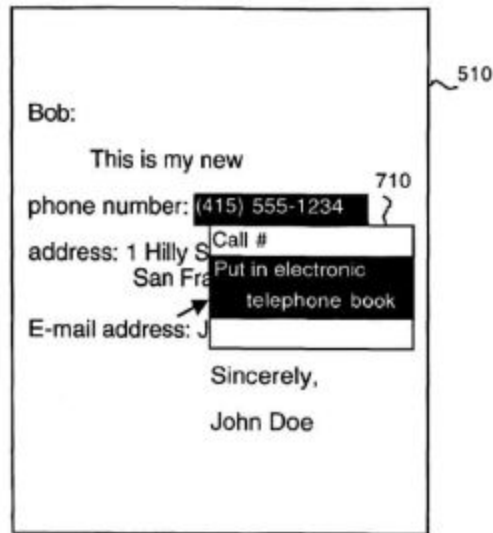 510
Bob:
This is my new
710
phone number: (415) 555-1234
Call #
address: 1 Hilly S
Put in electronic
San Fra
telephone book
E-mail address: J
Sincerely,
John Doe